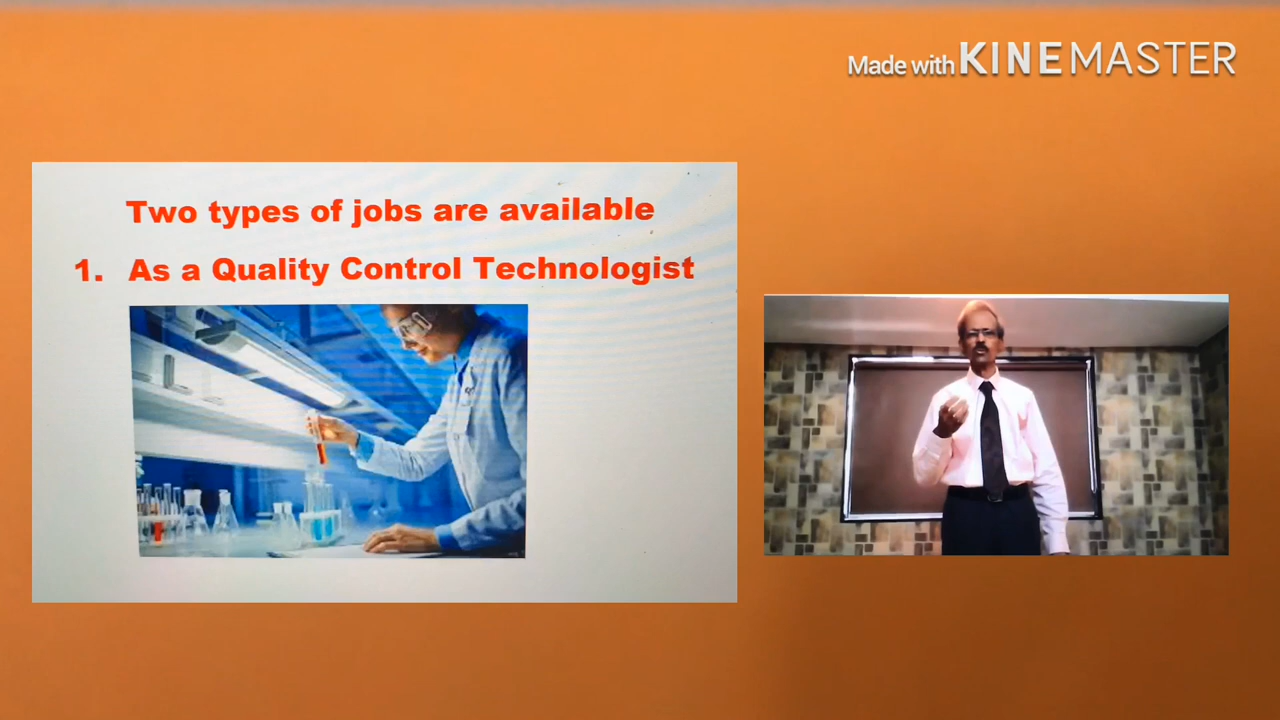 Made with KINEMASTER
Two types of jobs are available
1. As a Quality Control Technologist